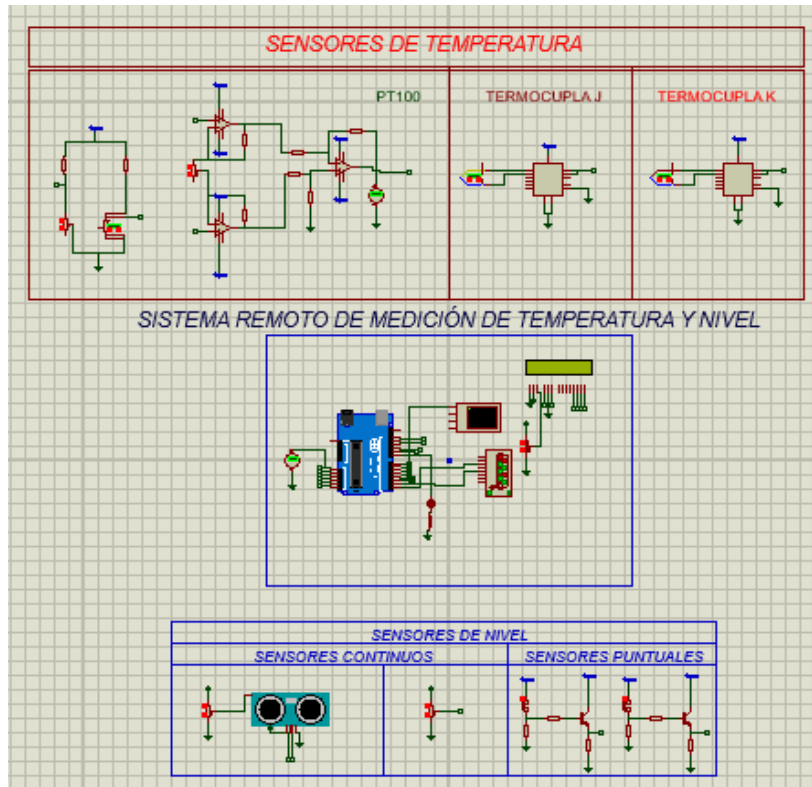 SENSORES DE TEMPERATURA
PT100
TERMOCUPLA J
TERMOCUPLA K
SISTEMA REMOTO DE MEDICIÓN DE TEMPERATURA Y NIVEL
SENSORES DE NIVEL
SENSORES CONTINUOS
SENSORES PUNTUALES